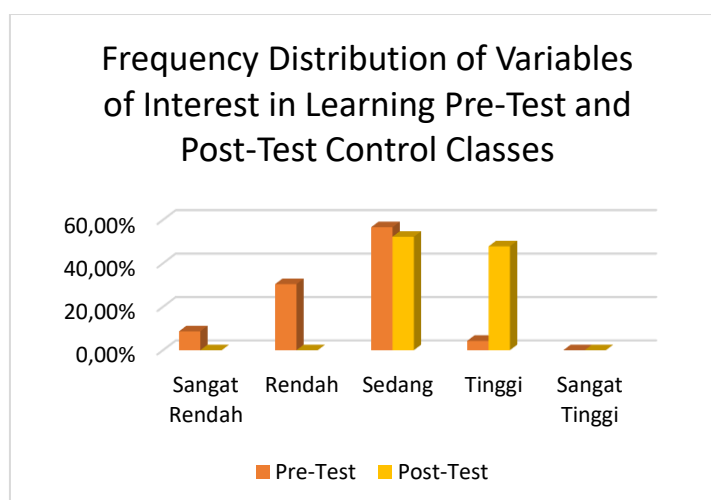 Frequency Distribution of Variables
of Interest in Learning Pre-Test and
Post-Test Control Classes
60,00%
40,00%
20,00%
0,00%
Sangat Rendah
Rendah
Sedang
Tinggi
Sangat Tinggi
Pre-Test
Post-Test